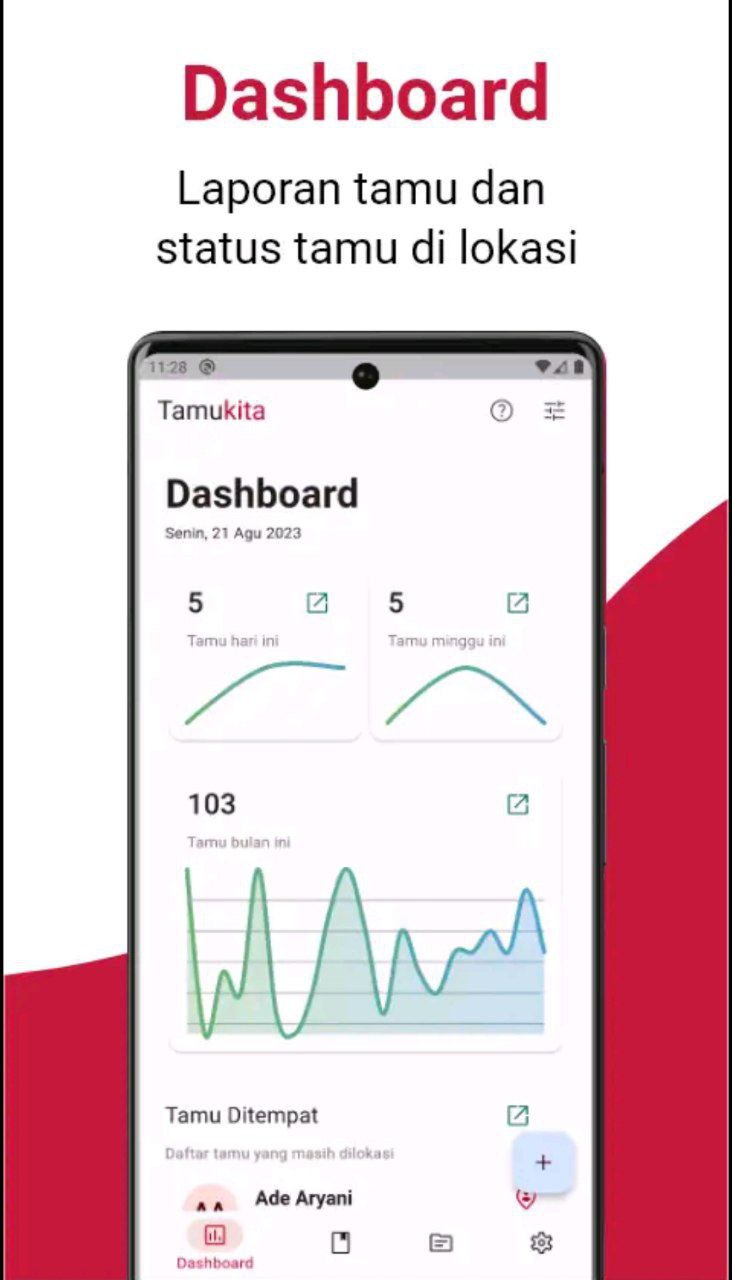 Dashboard
Laporan tamu dan
status tamu di lokasi
11:28
Tamukita
Dashboard
Senin, 21 Agu 2023
5
Tamu hari ini
5
Tamu minggu ini
103
Tamu bulan ini
Tamu Ditempat
Daftar tamu yang masih dilokasi
+
Ade Aryani
Dashboard